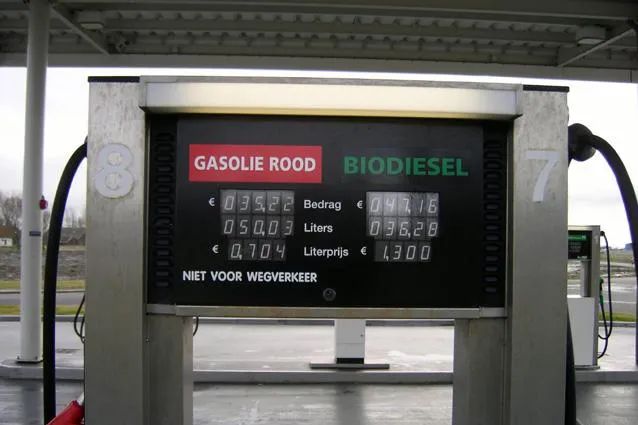 8
7
GASOLIE ROOD
BIODIESEL
€ 035,22 Bedrag € 047,16
050,03 Liters 036,28
€ 0,704 Literprijs € 1,300
NIET VOOR WEGVERKEER